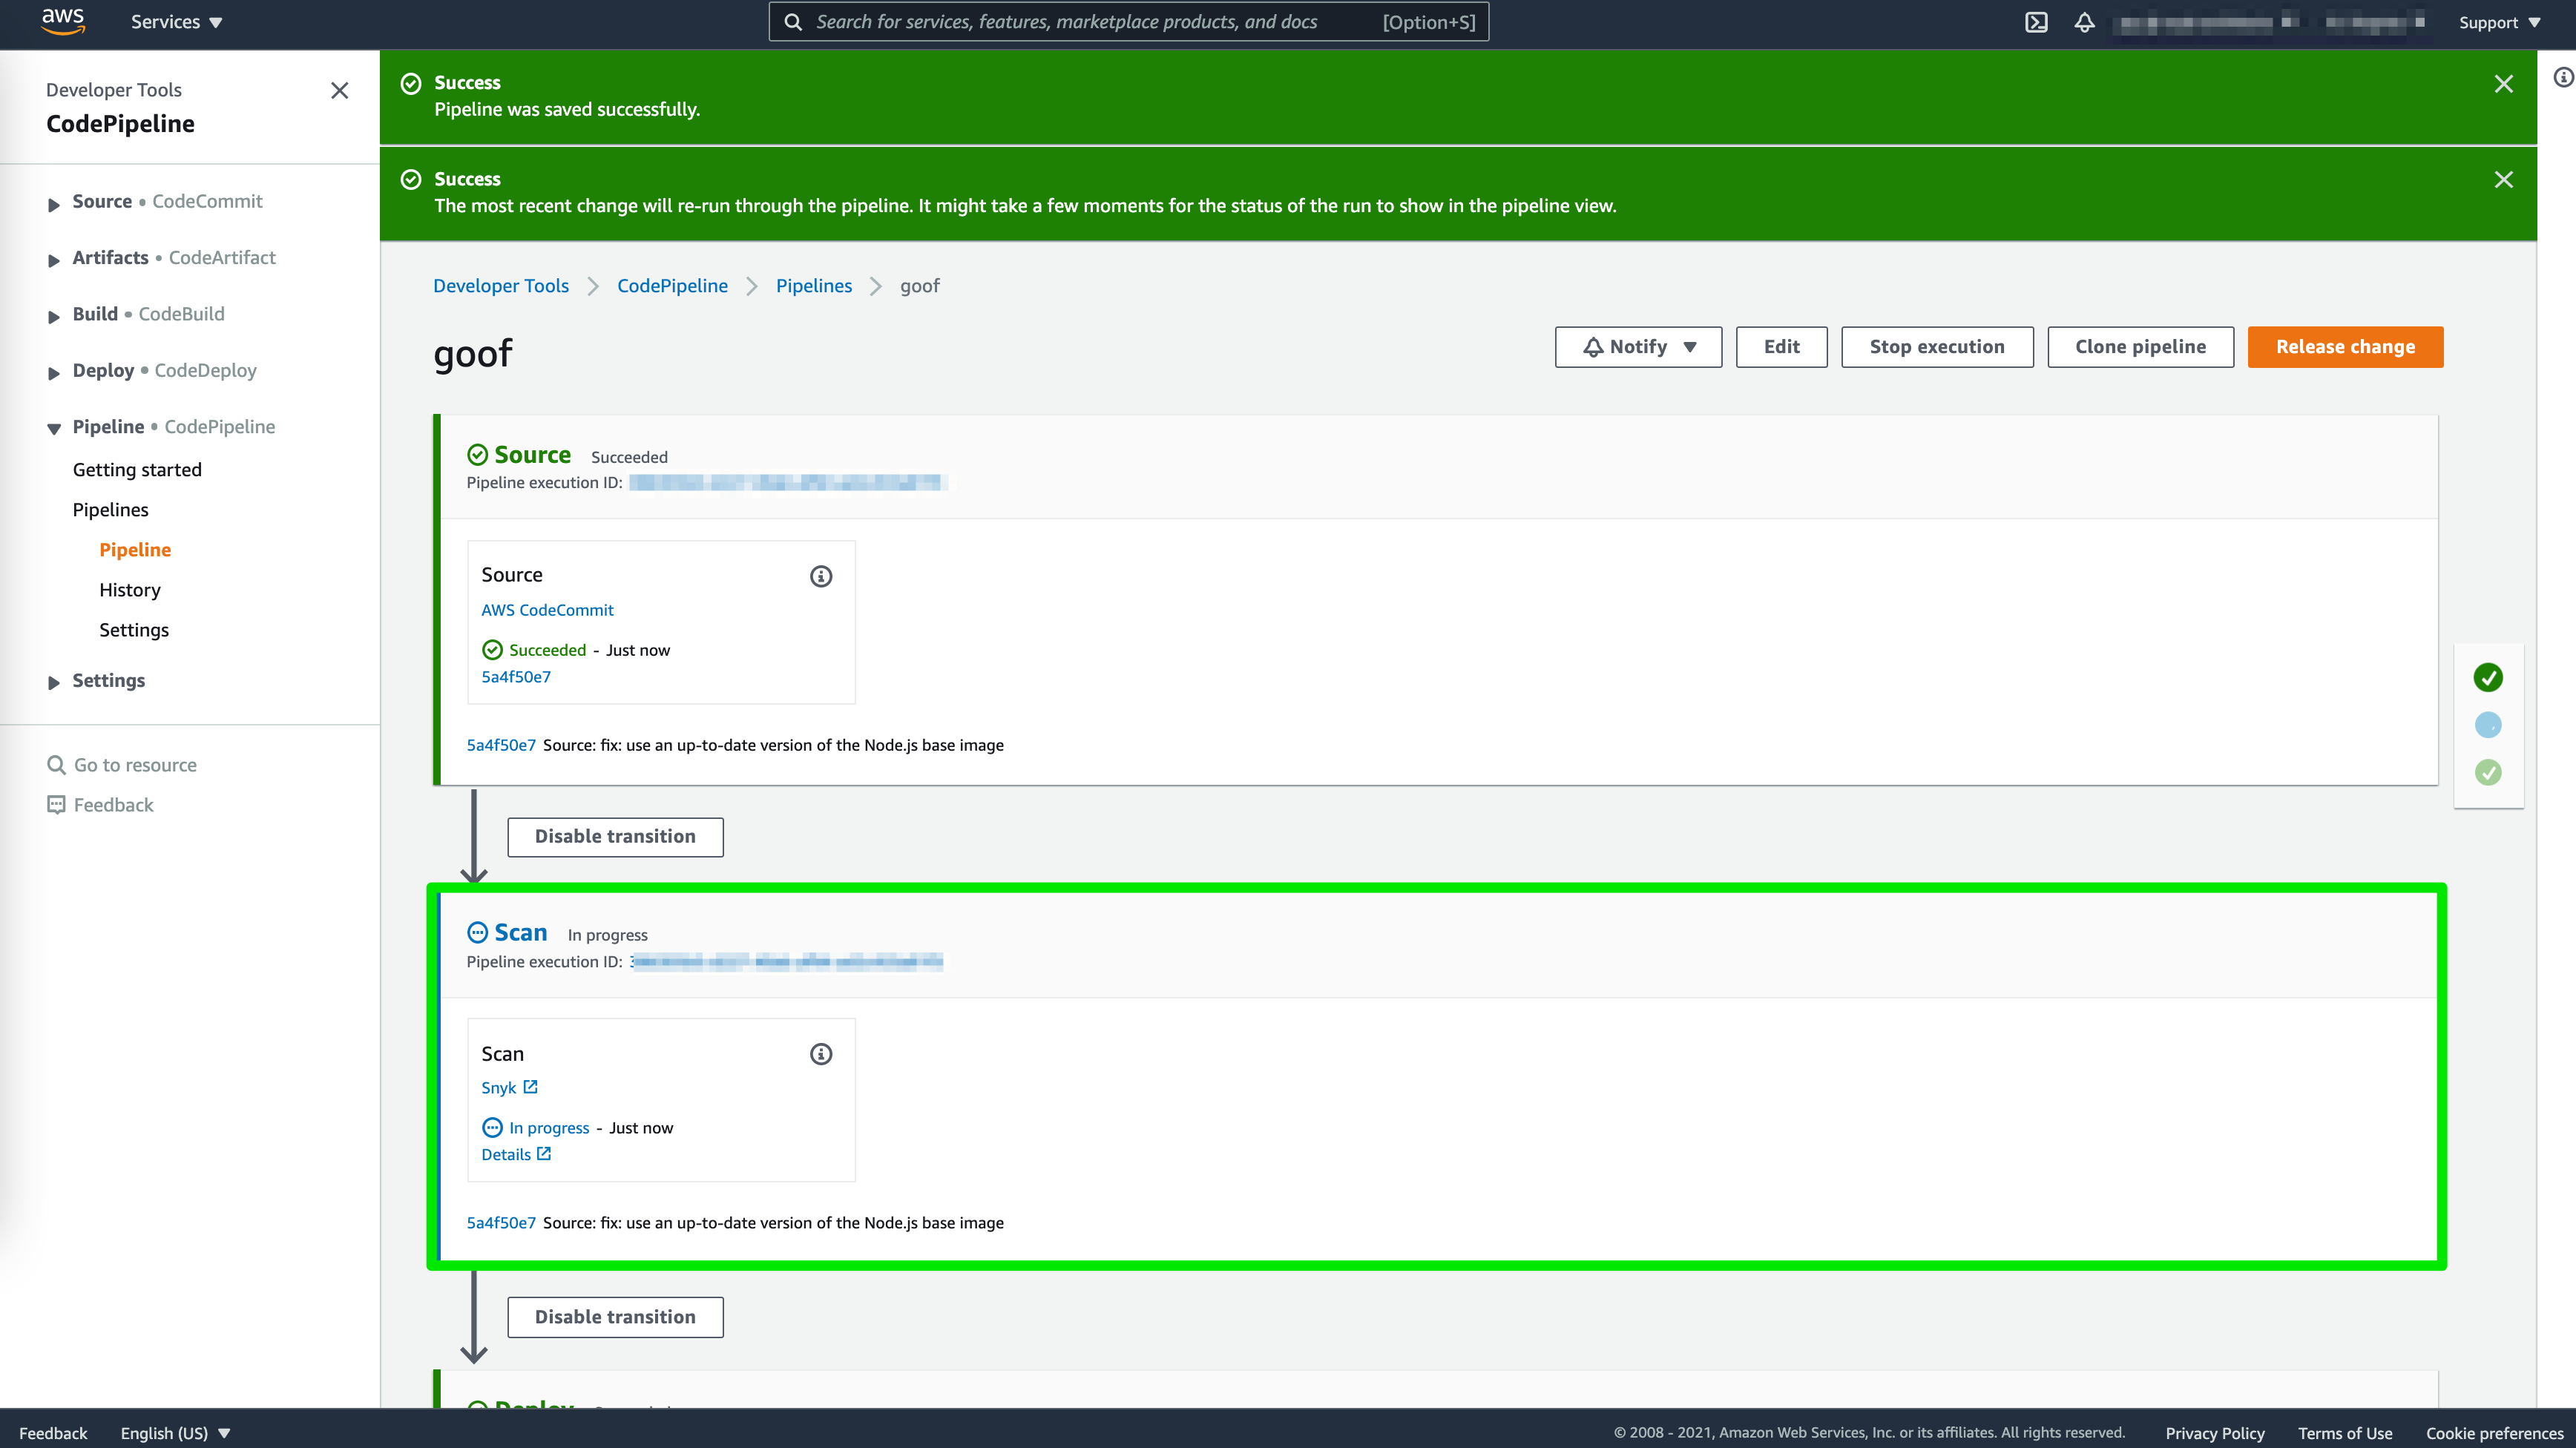 aws
Services
Search for services, features, marketplace products, and docs [Option+S]
Support
Developer Tools
CodePipeline
Source • CodeCommit
Artifacts • CodeArtifact
Build • CodeBuild
Deploy • CodeDeploy
Pipeline • CodePipeline
Getting started
Pipelines
Pipeline
History
Settings
Settings
Go to resource
Feedback
Success
Pipeline was saved successfully.
Success
The most recent change will re-run through the pipeline. It might take a few moments for the status of the run to show in the pipeline view.
Developer Tools > CodePipeline > Pipelines > goof
goof
Notify Edit Stop execution Clone pipeline Release change
Source Succeeded
Pipeline execution ID:
Source
AWS CodeCommit
Succeeded - Just now
5a4f50e7
5a4f50e7 Source: fix: use an up-to-date version of the Node.js base image
Disable transition
Scan In progress
Pipeline execution ID:
Scan
Snyk
In progress - Just now
Details
5a4f50e7 Source: fix: use an up-to-date version of the Node.js base image
Disable transition
Deploy
Feedback English (US)
© 2008 - 2021, Amazon Web Services, Inc. or its affiliates. All rights reserved. Privacy Policy Terms of Use Cookie preferences